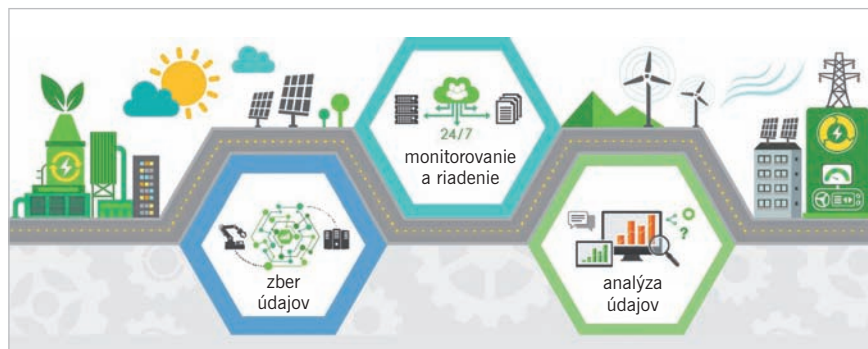 24/7
monitorovanie
a riadenie
zber
údajov
analýza
údajov
?